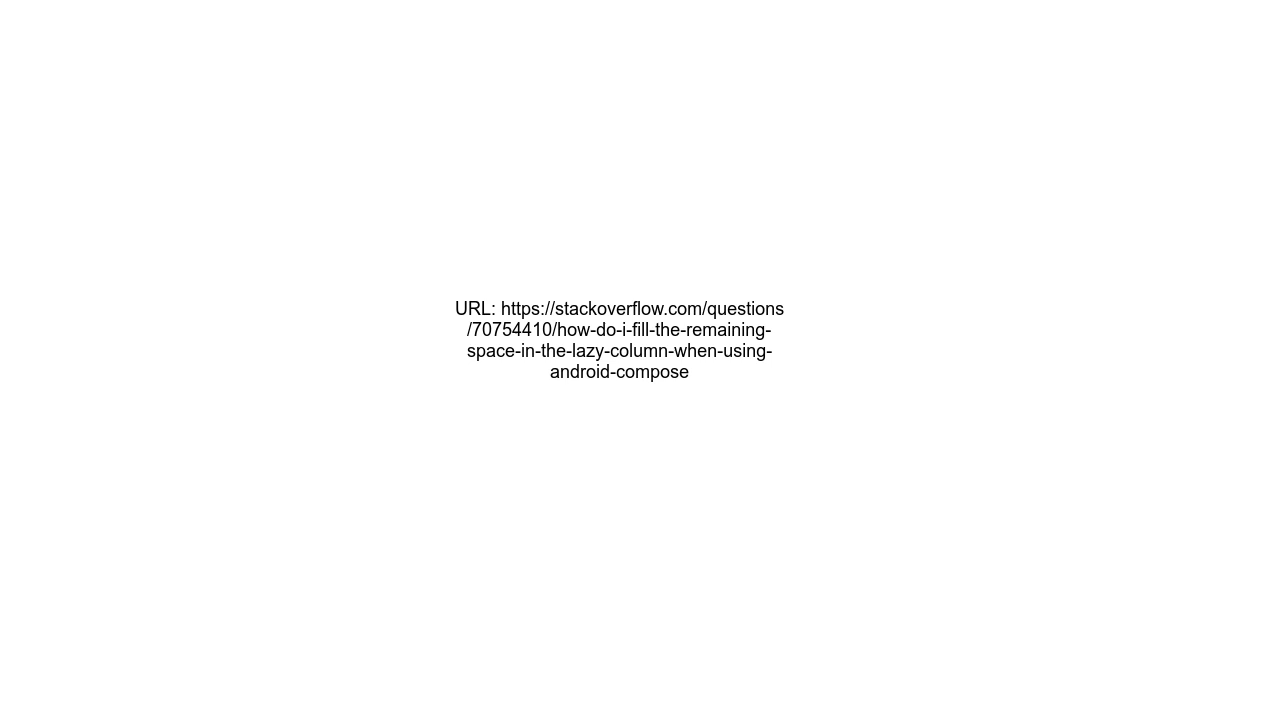 URL: https://stackoverflow.com/questions
/70754410/how-do-i-fill-the-remaining-
space-in-the-lazy-column-when-using-
android-compose